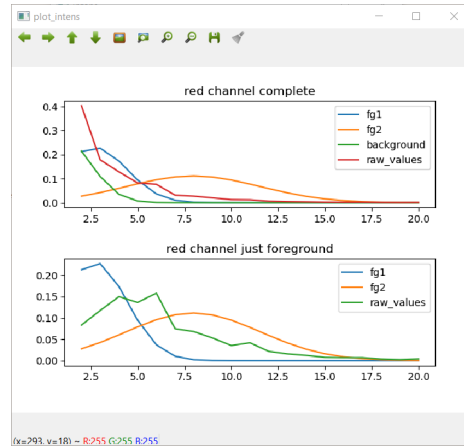 plot_intens
red channel complete
fg1
fg2
background
raw_values
0.4
0.3
0.2
0.1
0.0
2.5 5.0 7.5 10.0 12.5 15.0 17.5 20.0
red channel just foreground
fg1
fg2
raw_values
0.20
0.15
0.10
0.05
0.00
2.5 5.0 7.5 10.0 12.5 15.0 17.5 20.0
(x=293, y=18) ~ R:255 G:255 B:255